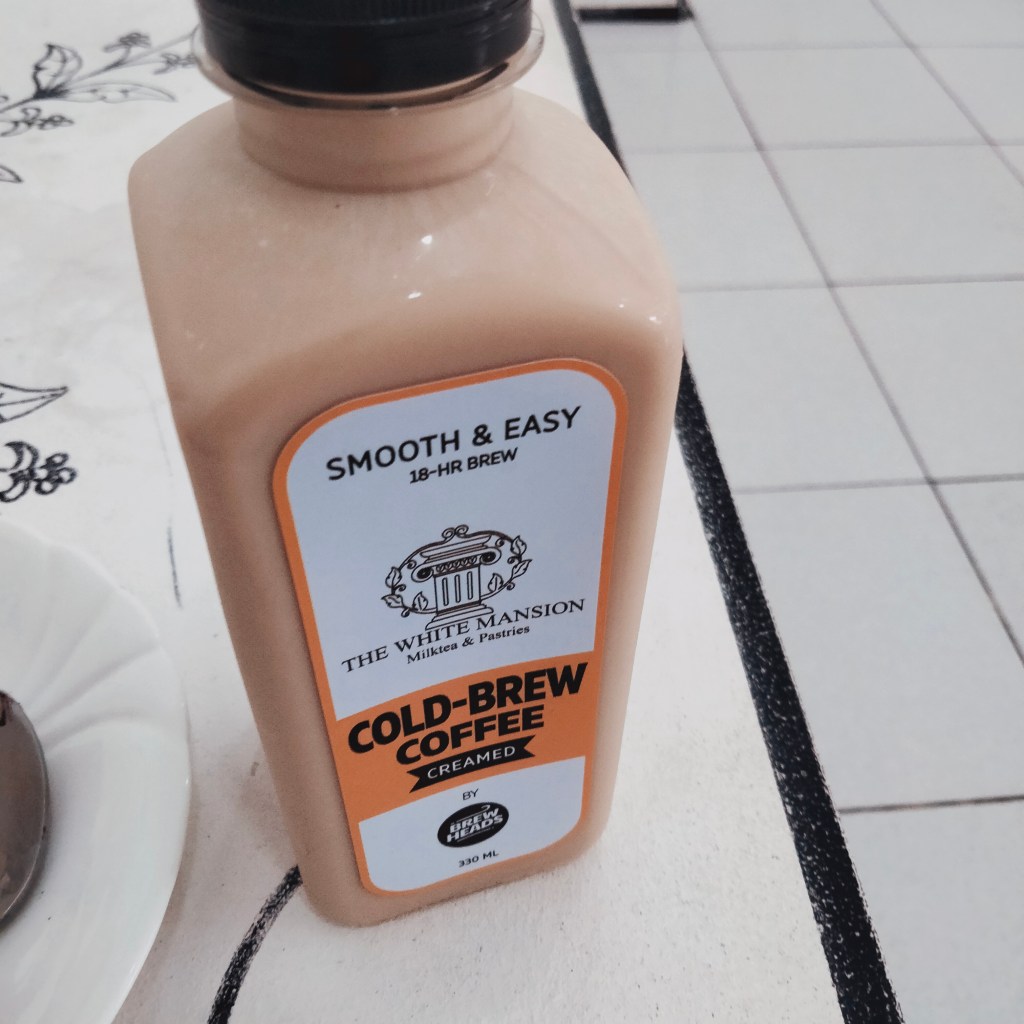 SMOOTH & EASY
18-HR BREW
THE WHITE MANSION
Milktea & Pastries
COLD-BREW
COFFEE
CREAMED
BY
BREW
HEADS
330 ML